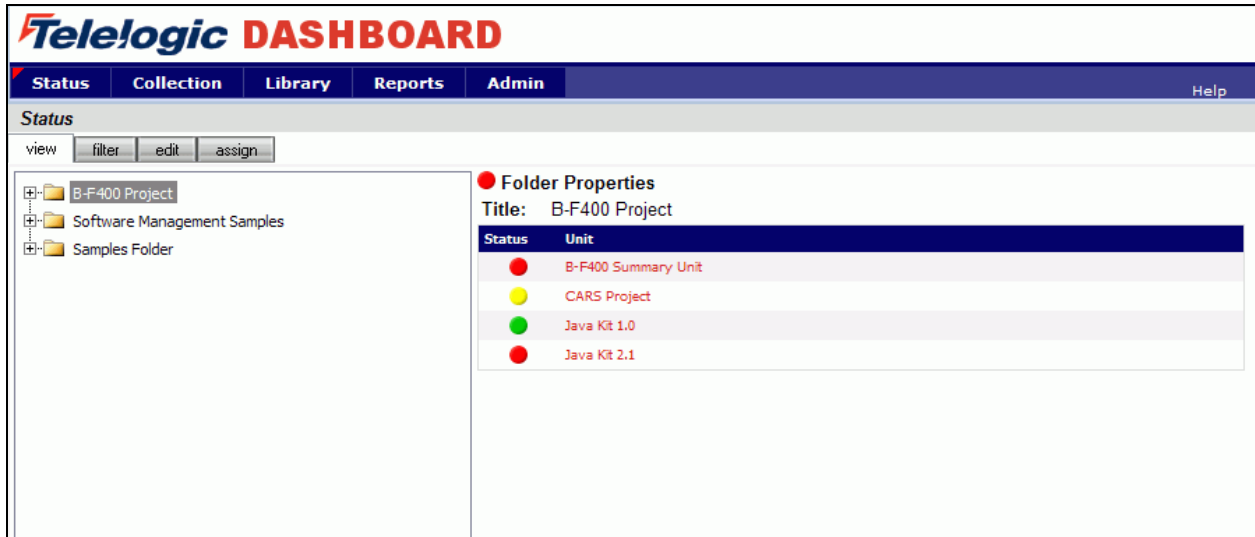 Telelogic DASHBOARD
Status Collection Library Reports Admin Help
Status
view filter edit assign
B-F400 Project
Software Management Samples
Samples Folder
Folder Properties
Title: B-F400 Project
Status Unit
B-F400 Summary Unit
CARS Project
Java Kit 1.0
Java Kit 2.1